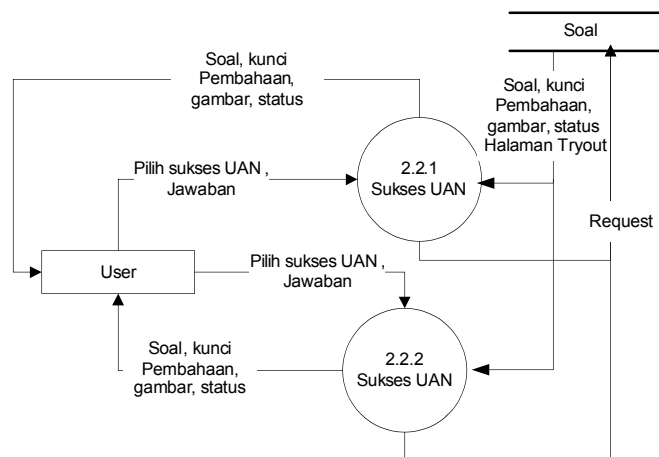 Soal
Soal, kunci
Pembahaan,
gambar, status
Soal, kunci
Pembahaan,
gambar, status
Halaman Tryout
2.2.1
Sukses UAN
Pilih sukses UAN ,
Jawaban
Request
User
Pilih sukses UAN ,
Jawaban
Soal, kunci
Pembahaan,
gambar, status
2.2.2
Sukses UAN